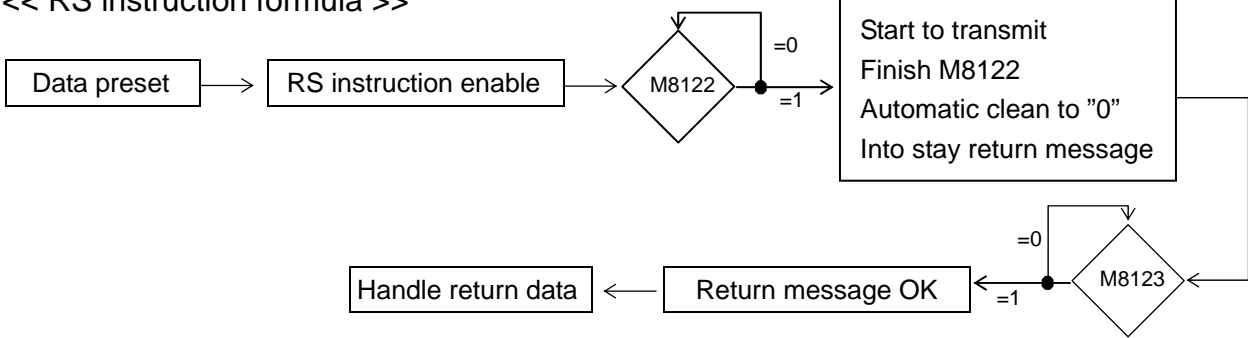 << RS instruction formula >>
Data preset
RS instruction enable
M8122
=0
=1
Start to transmit
Finish M8122
Automatic clean to ”0”
Into stay return message
M8123
=0
=1
Return message OK
Handle return data